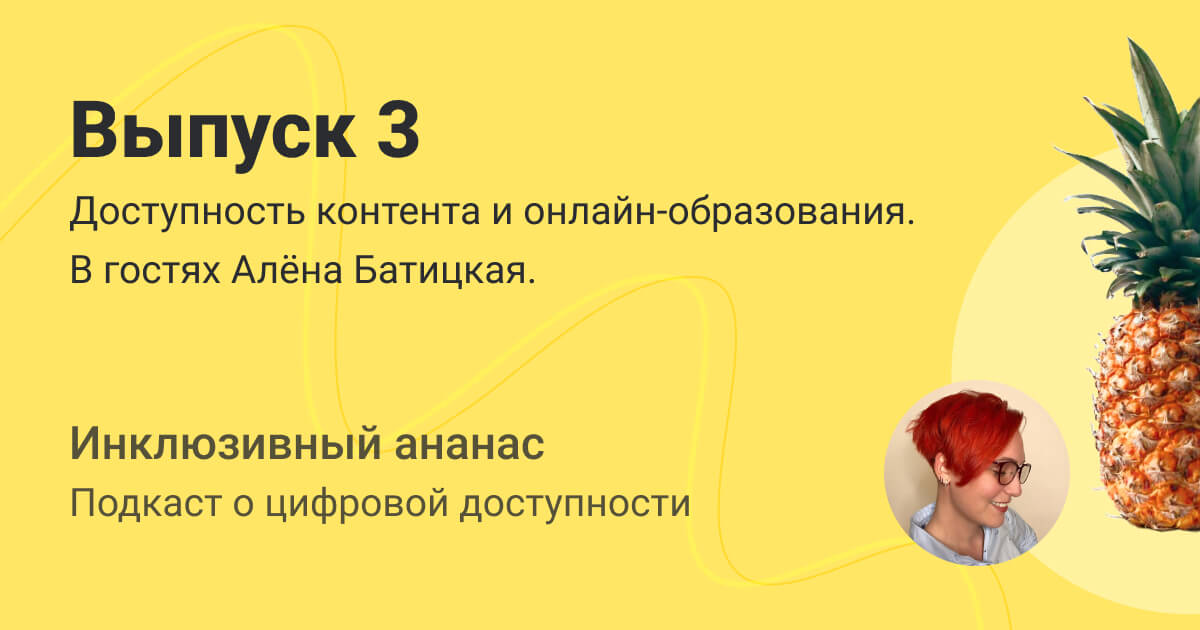 Выпуск 3
Доступность контента и онлайн-образования.
В гостях Алёна Батицкая.
Инклюзивный ананас
Подкаст о цифровой доступности